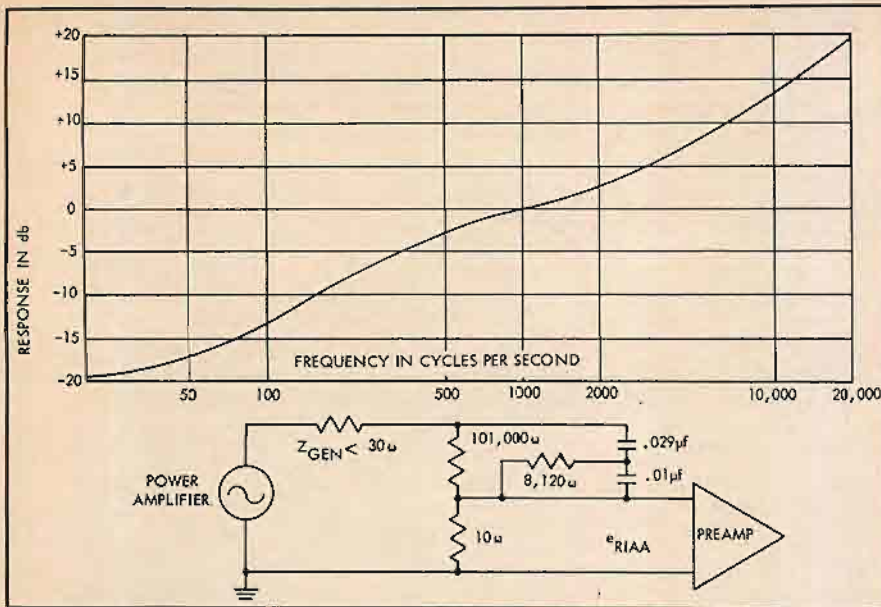 +20
+15
+10
+5
0
-5
-10
-15
-20
RESPONSE IN db
FREQUENCY IN CYCLES PER SECOND
50 100 500 1000 2000 10,000 20,000
POWER
AMPLIFIER
ZGEN < 30ω
101,000ω
8,120ω
.029µf
.01µf
10ω
eRIAA
PREAMP